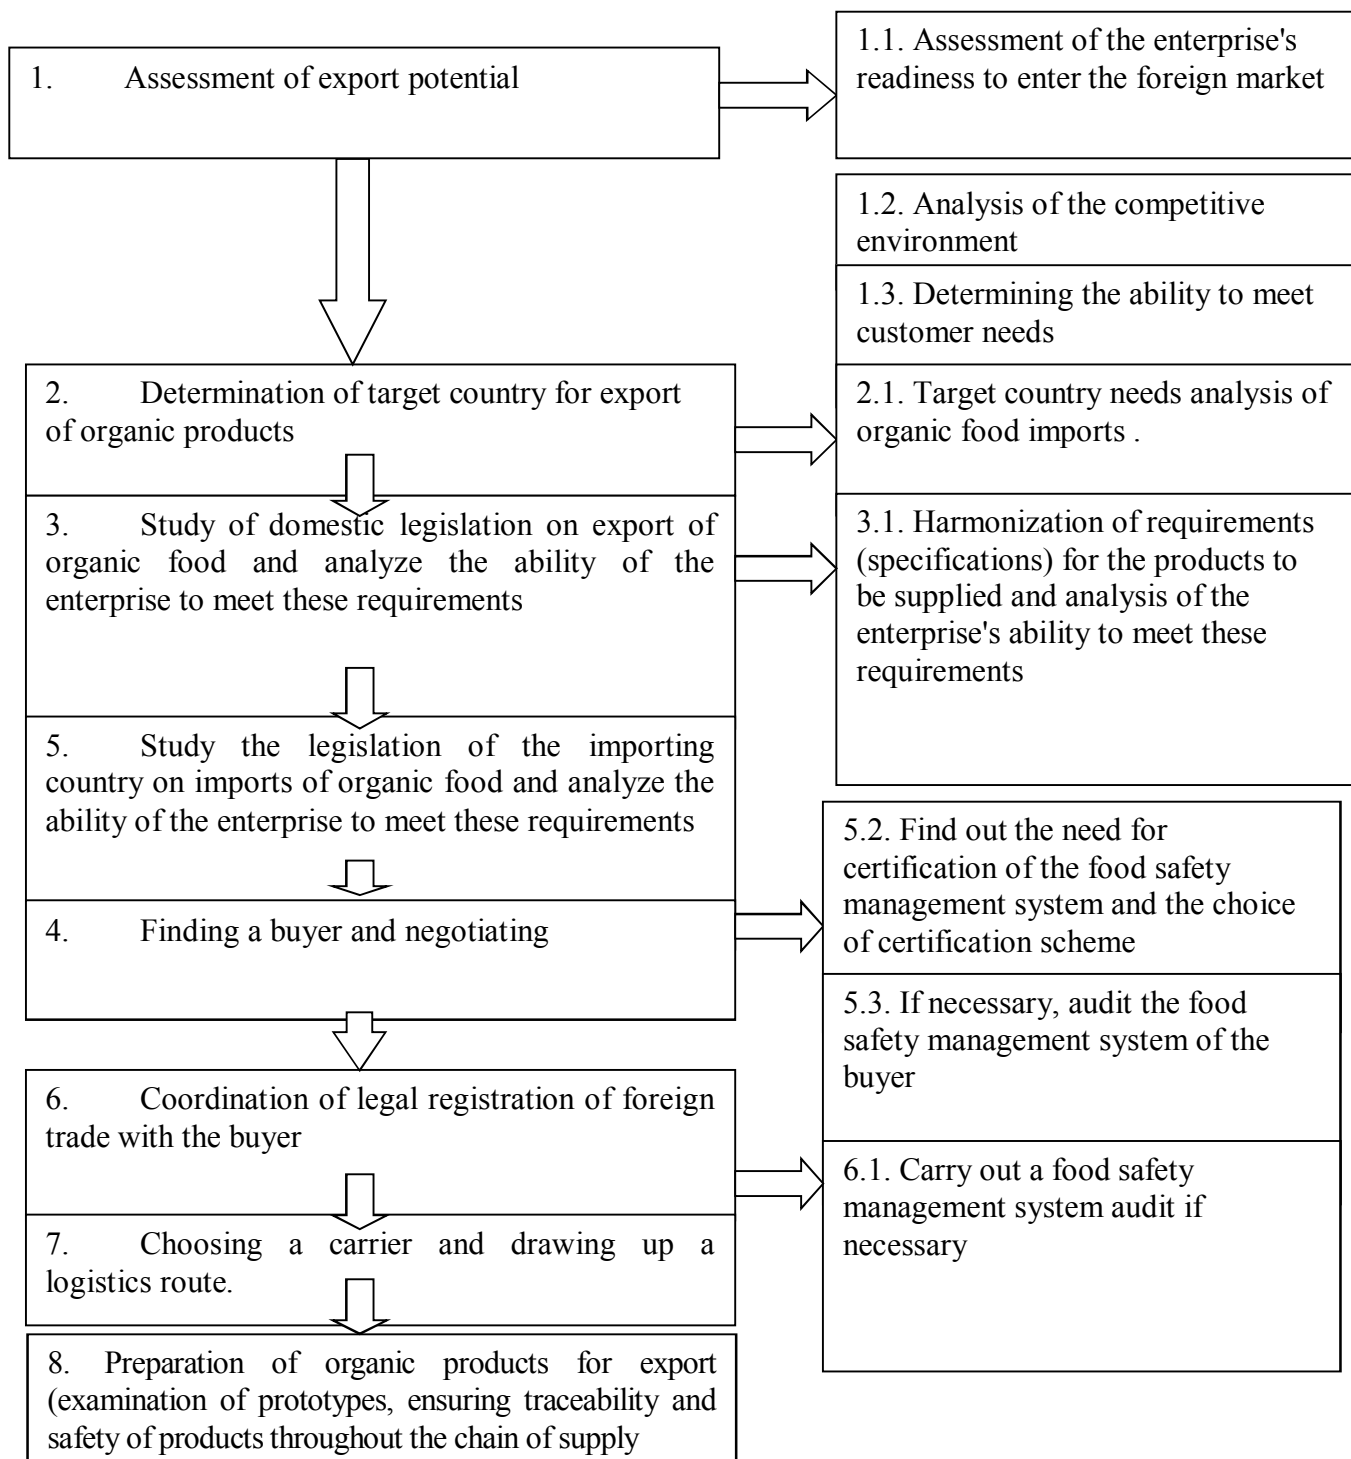 1. Assessment of export potential
1.1. Assessment of the enterprise's
readiness to enter the foreign market
1.2. Analysis of the competitive
environment
1.3. Determining the ability to meet
customer needs
2. Determination of target country for export
of organic products
2.1. Target country needs analysis of
organic food imports .
3. Study of domestic legislation on export of
organic food and analyze the ability of the
enterprise to meet these requirements
3.1. Harmonization of requirements
(specifications) for the products to
be supplied and analysis of the
enterprise's ability to meet these
requirements
5. Study the legislation of the importing
country on imports of organic food and analyze the
ability of the enterprise to meet these requirements
4. Finding a buyer and negotiating
5.2. Find out the need for
certification of the food safety
management system and the choice
of certification scheme
5.3. If necessary, audit the food
safety management system of the
buyer
6. Coordination of legal registration of foreign
trade with the buyer
6.1. Carry out a food safety
management system audit if
necessary
7. Choosing a carrier and drawing up a
logistics route.
8. Preparation of organic products for export
(examination of prototypes, ensuring traceability and
safety of products throughout the chain of supply